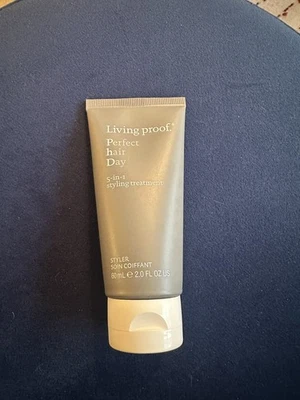 Living proof.®
Perfect
hair
Day
5-in-1
styling treatment
STYLER
SOIN COIFFANT
60 mL ℮ 2.0 FL OZ US